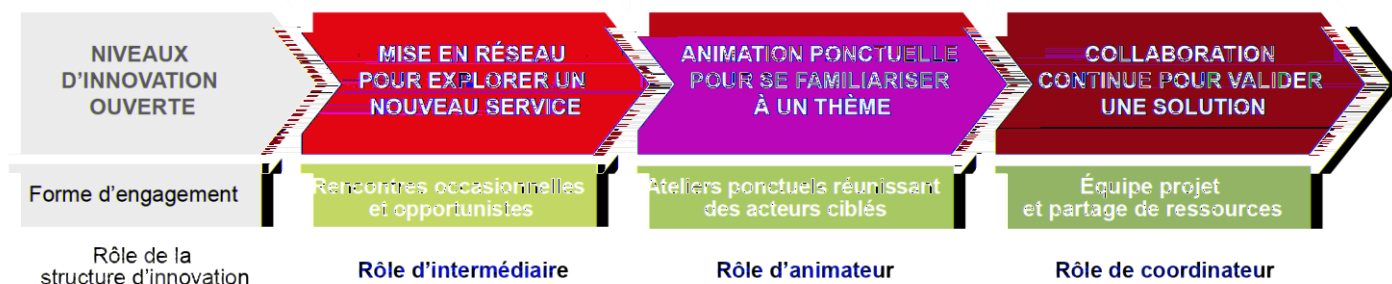 NIVEAUX
D’INNOVATION
OUVERTE
MISE EN RÉSEAU
POUR EXPLORER UN
NOUVEAU SERVICE
ANIMATION PONCTUELLE
POUR SE FAMILIARISER
À UN THÈME
COLLABORATION
CONTINUE POUR VALIDER
UNE SOLUTION
Forme d’engagement
Rencontres occasionnelles
et opportunistes
Ateliers ponctuels réunissant
des acteurs ciblés
Équipe projet
et partage de ressources
Rôle de la
structure d’innovation
Rôle d’intermédiaire
Rôle d’animateur
Rôle de coordinateur